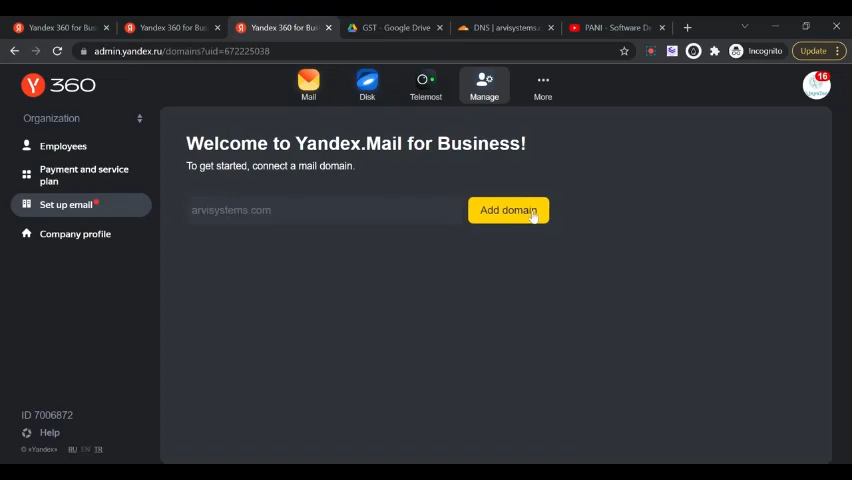 Yandex 360 for Bus
Yandex 360 for Busi
Yandex 360 for Busi
GST - Google Drive
DNS | arvisystems.c
PANI - Software De
admin.yandex.ru/domains?uid=672225038
Incognito
Update
Y 360
Mail
Disk
Telemost
Manage
More
16
Organization
Employees
Payment and service
plan
Set up email
Company profile
Welcome to Yandex.Mail for Business!
To get started, connect a mail domain.
arvisystems.com
Add domain
ID 7006872
Help
© «Yandex» RU EN TR